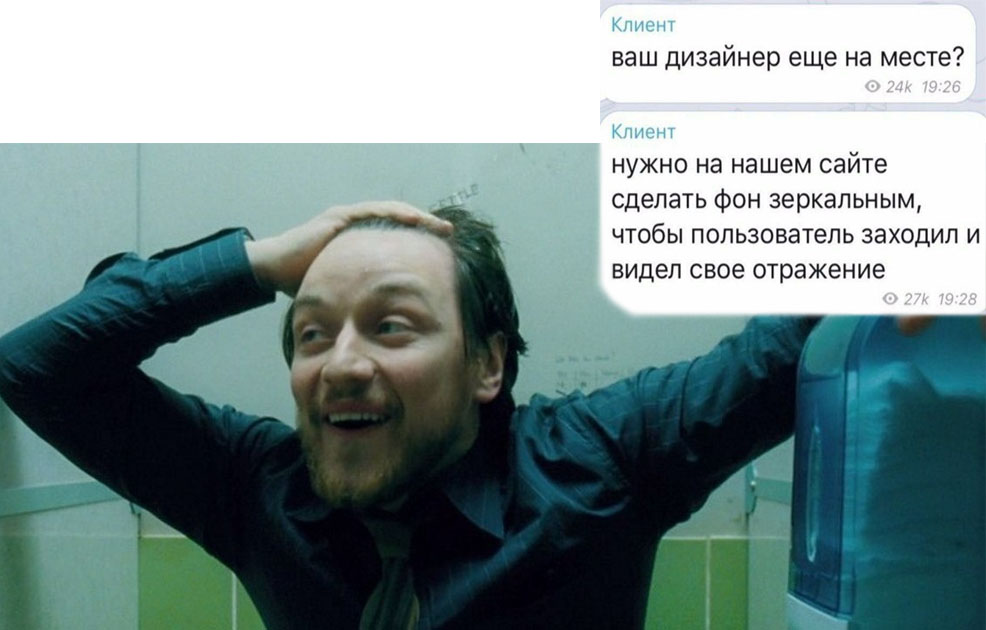 Клиент
ваш дизайнер еще на месте?
24k 19:26
Клиент
нужно на нашем сайте
сделать фон зеркальным,
чтобы пользователь заходил и
видел свое отражение
27k 19:28